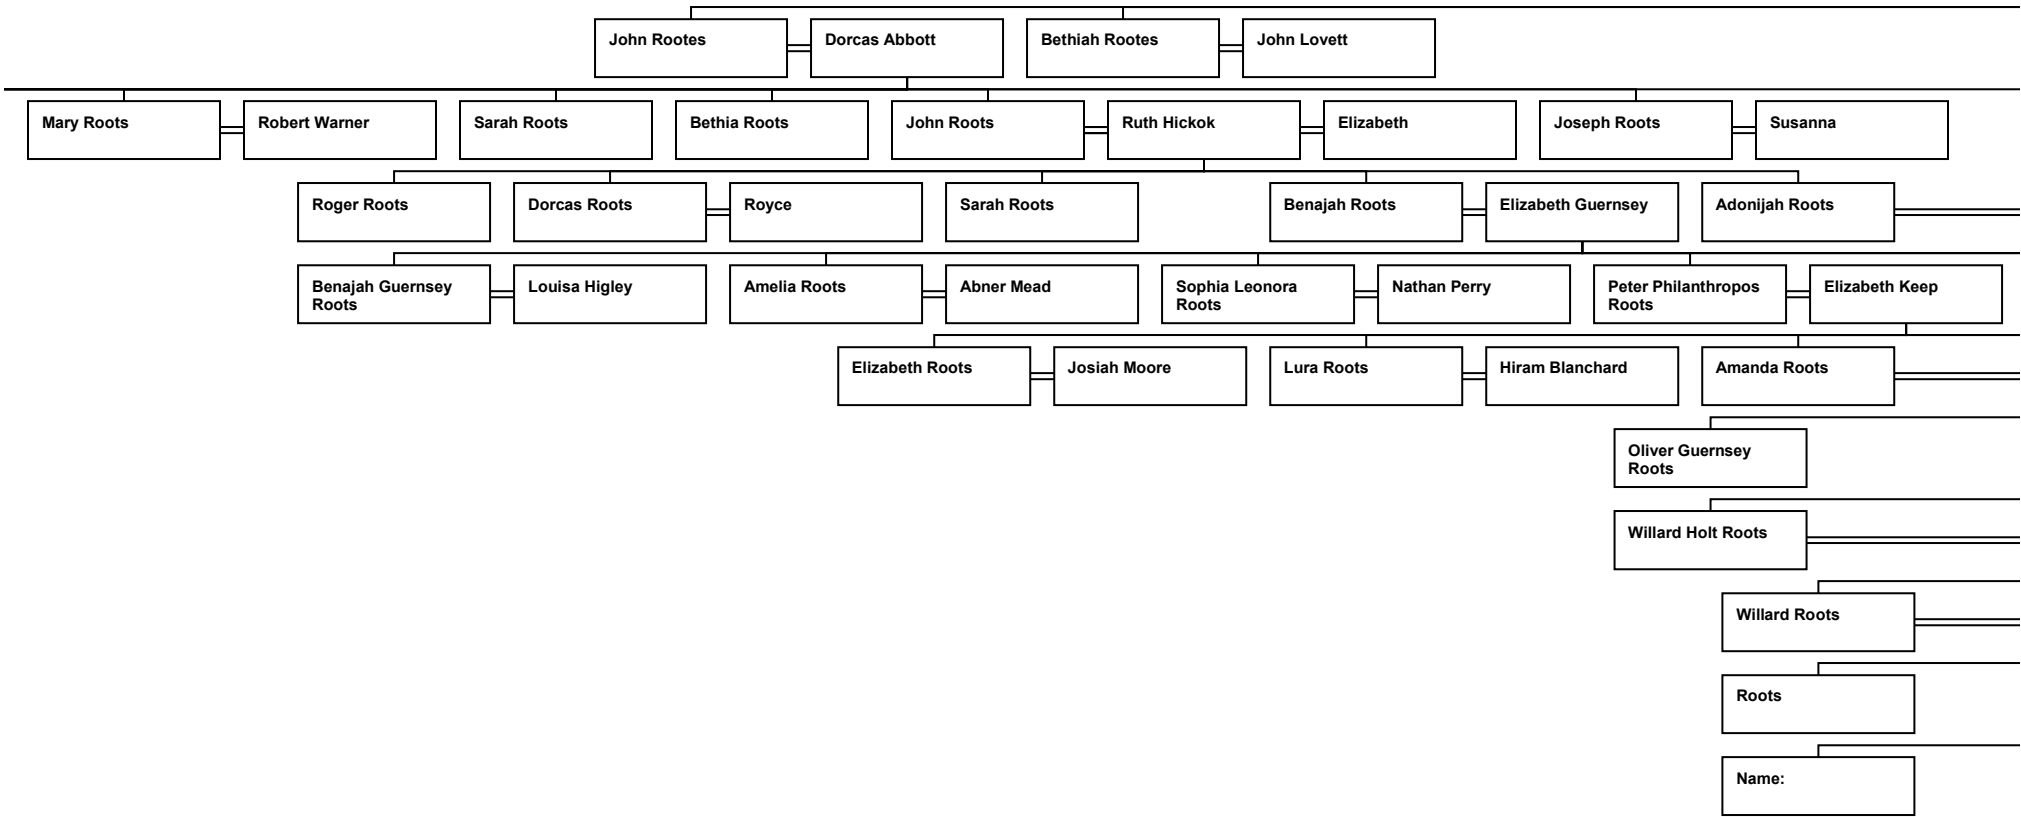 John Rootes
Dorcas Abbott
Bethiah Rootes
John Lovett
Mary Roots
Robert Warner
Sarah Roots
Bethia Roots
John Roots
Ruth Hickok
Elizabeth
Joseph Roots
Susanna
Roger Roots
Dorcas Roots
Royce
Sarah Roots
Benajah Roots
Elizabeth Guernsey
Adonijah Roots
Benajah Guernsey
Roots
Louisa Higley
Amelia Roots
Abner Mead
Sophia Leonora
Roots
Nathan Perry
Peter Philanthropos
Roots
Elizabeth Keep
Elizabeth Roots
Josiah Moore
Lura Roots
Hiram Blanchard
Amanda Roots
Oliver Guernsey
Roots
Willard Holt Roots
Willard Roots
Roots
Name: